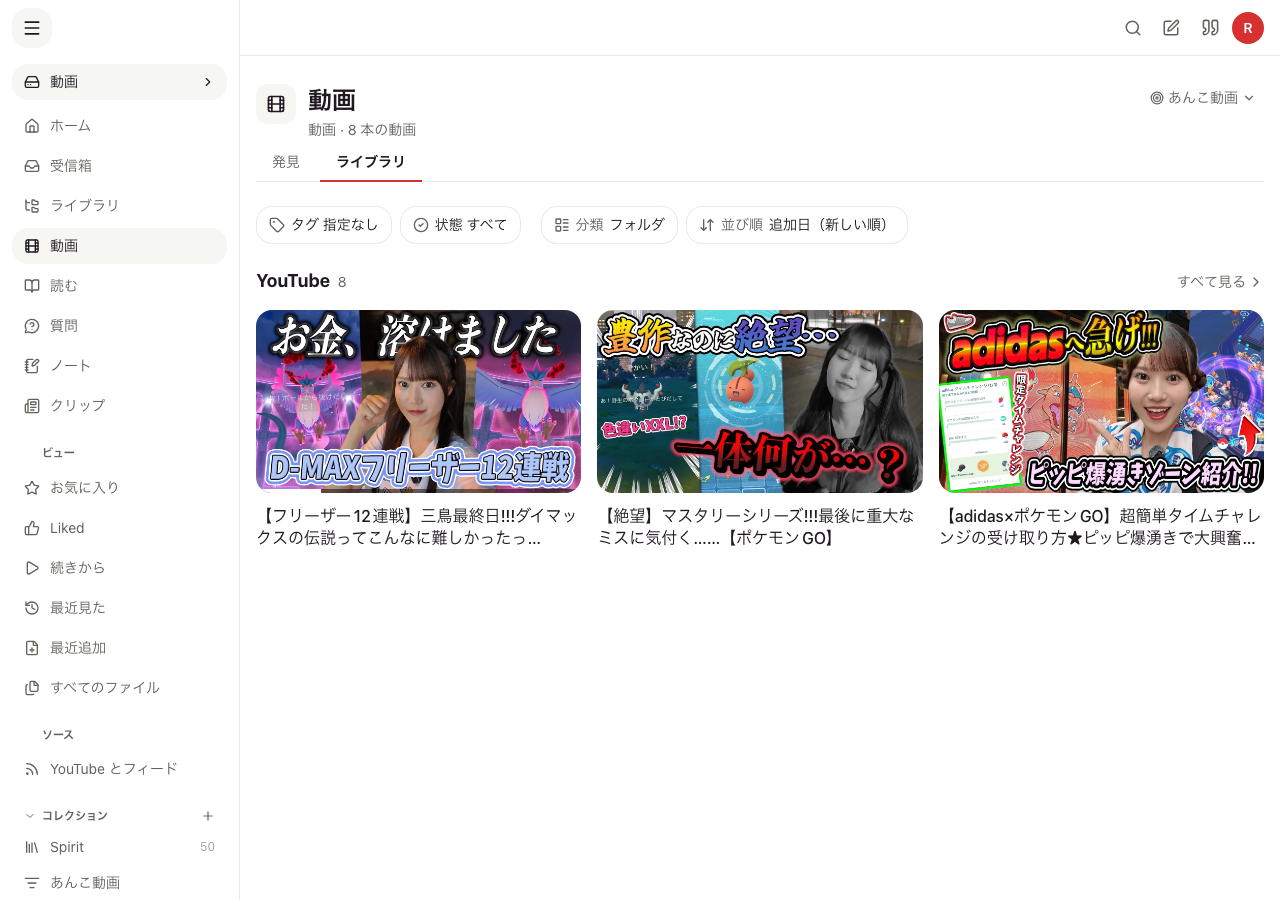 動画
ホーム
受信箱
ライブラリ
動画
読む
質問
ノート
クリップ
ビュー
お気に入り
Liked
続きから
最近見た
最近追加
すべてのファイル
ソース
YouTube とフィード
コレクション
Spirit 50
あんこ動画
R
動画
動画 · 8 本の動画
あんこ動画
発見 ライブラリ
タグ 指定なし 状態 すべて 分類 フォルダ 並び順 追加日（新しい順）
YouTube 8
すべて見る
お金、溶けました
D-MAXフリーザー12連戦
【フリーザー12連戦】三鳥最終日!!!ダイマッ
クスの伝説ってこんなに難しかったっ...
豊作なのに絶望…
色違いXXL!?
一体何が…？
【絶望】マスタリーシリーズ!!!最後に重大な
ミスに気付く……【ポケモンGO】
adidasへ急げ!!!
限定タイムチャレンジ
ピッピ爆湧きゾーン紹介!!
【adidas×ポケモンGO】超簡単タイムチャレ
ンジの受け取り方★ピッピ爆湧きで大興奮...